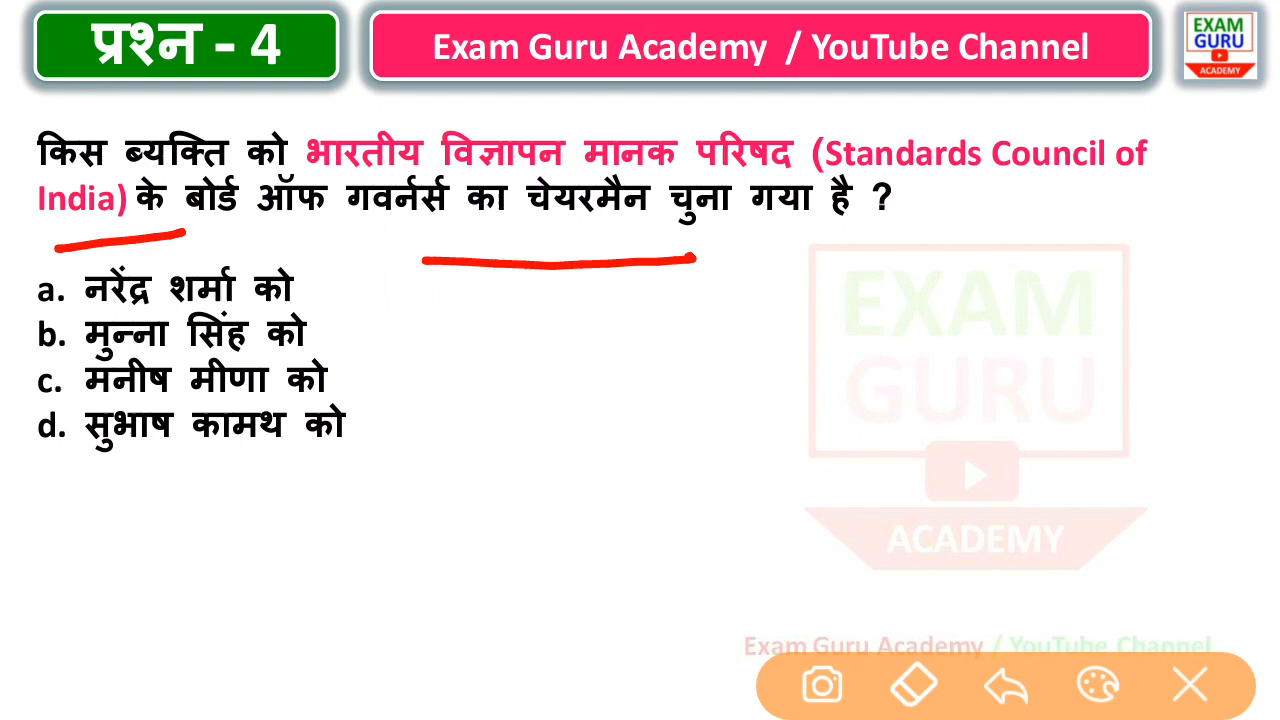 प्रश्न - 4
Exam Guru Academy / YouTube Channel
EXAM
GURU
ACADEMY
किस ब्यक्ति को भारतीय विज्ञापन मानक परिषद (Standards Council of
India) के बोर्ड ऑफ गवर्नर्स का चेयरमैन चुना गया है ?
a. नरेंद्र शर्मा को
b. मुन्ना सिंह को
c. मनीष मीणा को
d. सुभाष कामथ को
EXAM
GURU
ACADEMY
Exam Guru Academy / YouTube Channel